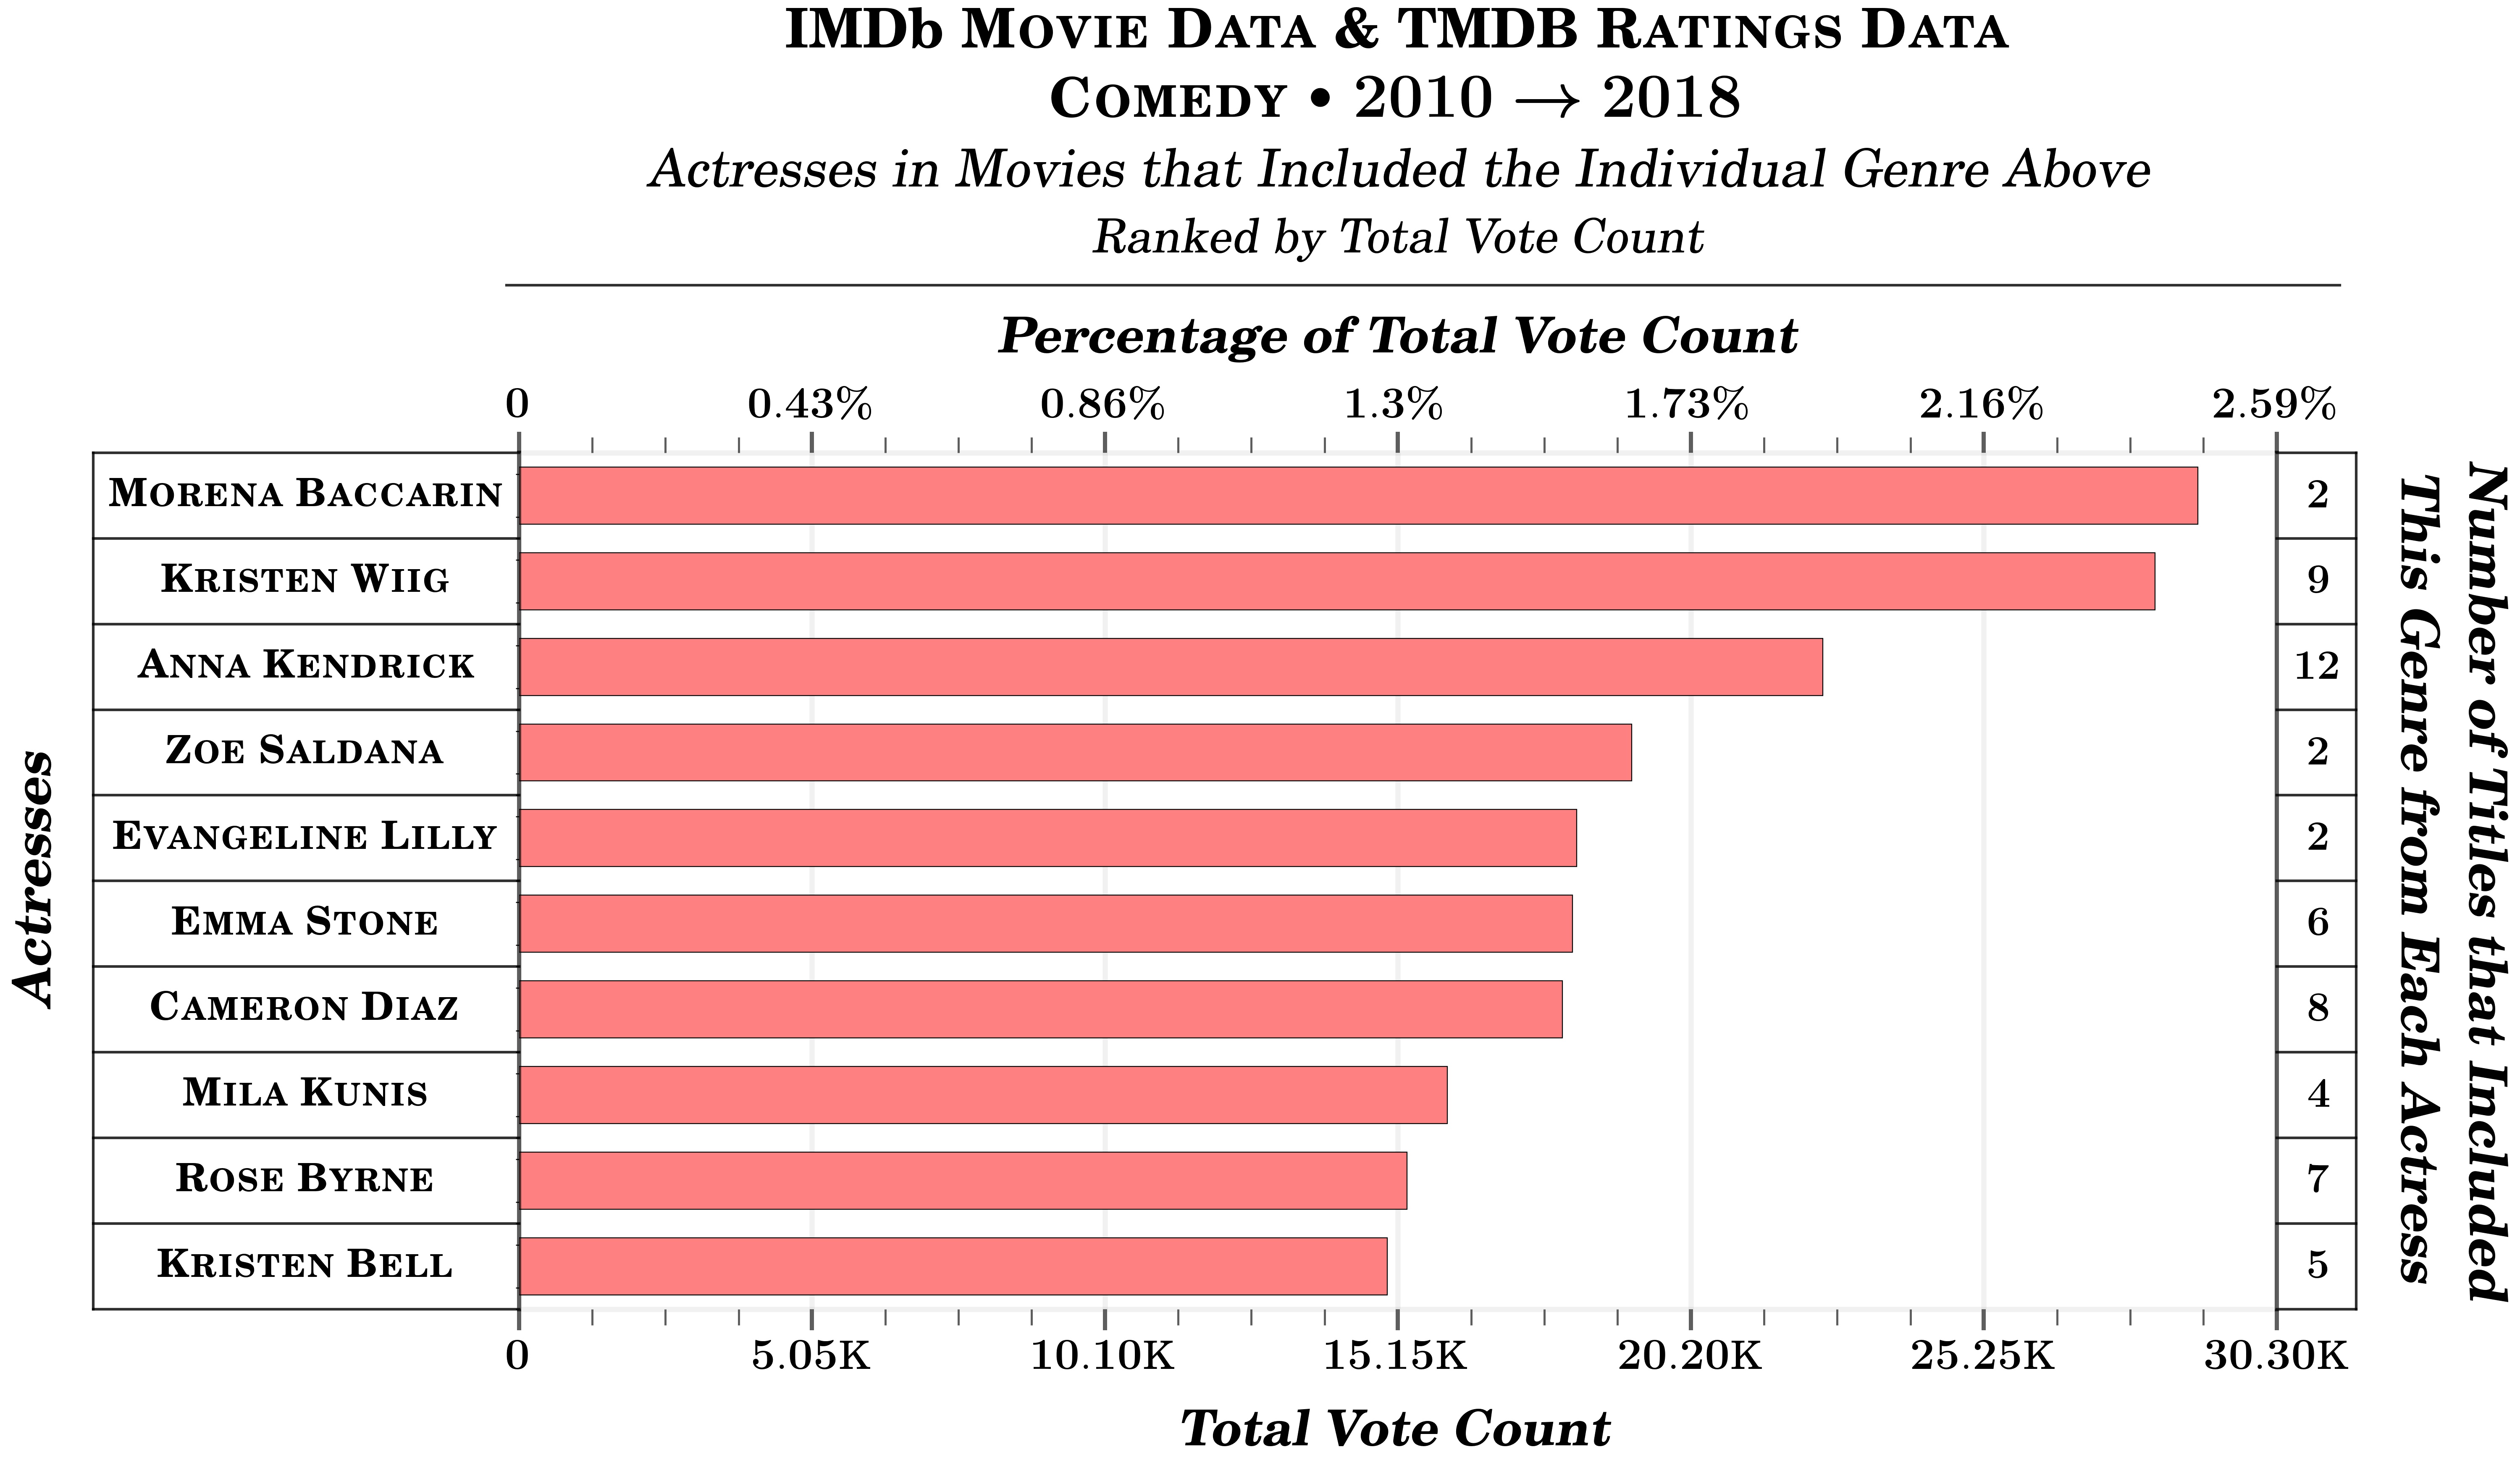 IMDb Movie Data & TMDB Ratings Data
Comedy • 2010 → 2018
Actresses in Movies that Included the Individual Genre Above
Ranked by Total Vote Count
Percentage of Total Vote Count
0 0.43% 0.86% 1.3% 1.73% 2.16% 2.59%
Actresses
Morena Baccarin 2
Kristen Wiig 9
Anna Kendrick 12
Zoe Saldana 2
Evangeline Lilly 2
Emma Stone 6
Cameron Diaz 8
Mila Kunis 4
Rose Byrne 7
Kristen Bell 5
Number of Titles that Included
This Genre from Each Actress
0 5.05K 10.10K 15.15K 20.20K 25.25K 30.30K
Total Vote Count